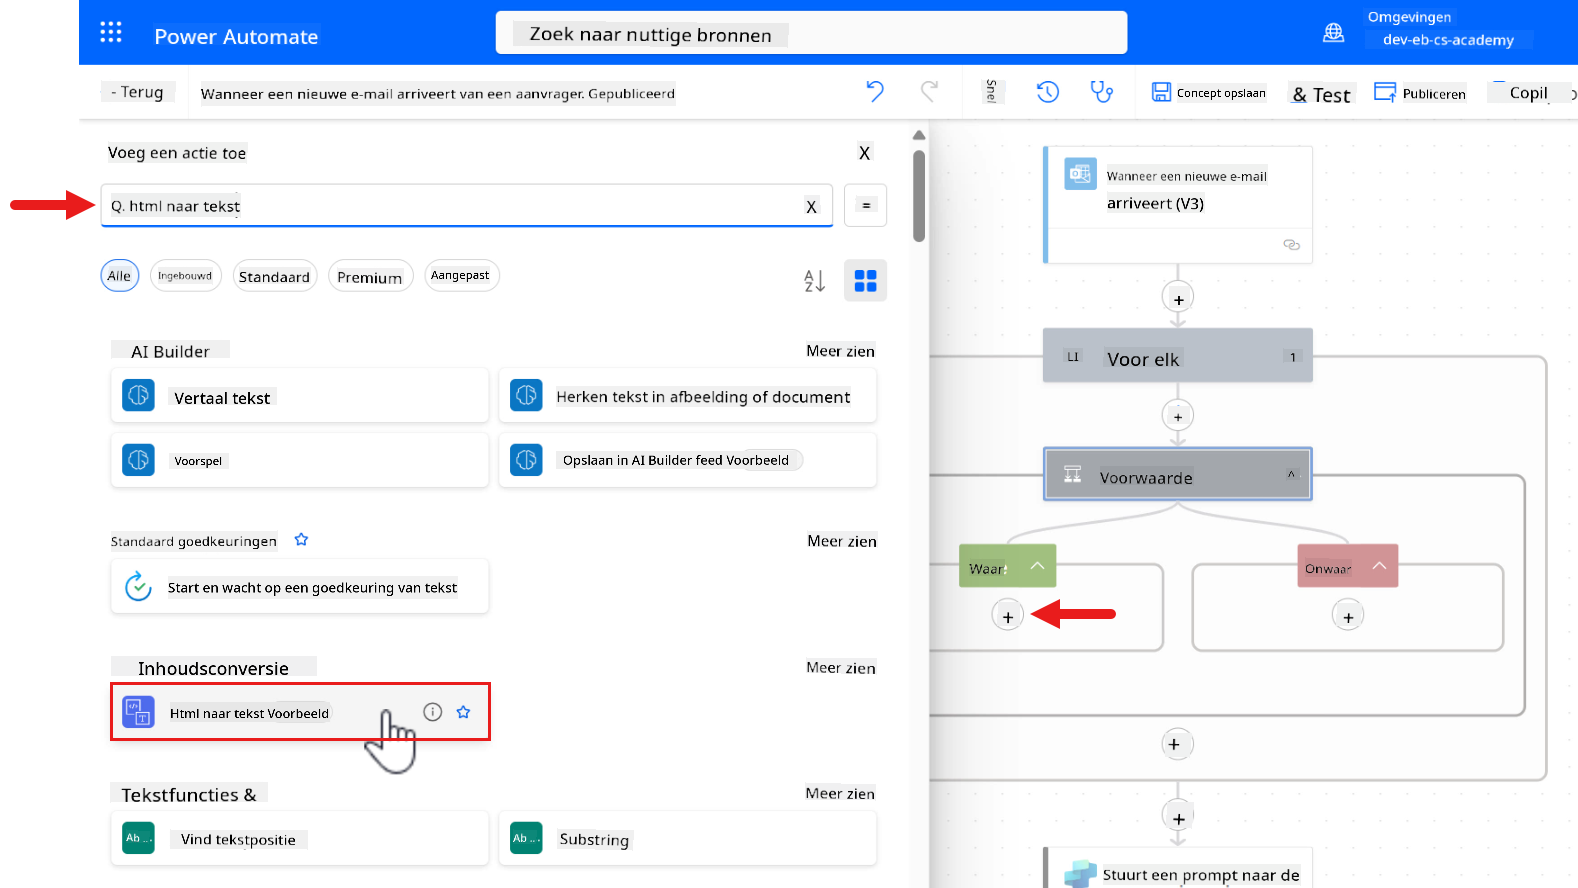 Power Automate
Zoek naar nuttige bronnen
Omgevingen
dev-eb-cs-academy
- Terug
Wanneer een nieuwe e-mail arriveert van een aanvrager. Gepubliceerd
Snel
Concept opslaan
& Test
Publiceren
Copil
Voeg een actie toe
X
Q. html naar tekst
X
=
Alle
Ingebouwd
Standaard
Premium
Aangepast
AI Builder
Meer zien
Vertaal tekst
Herken tekst in afbeelding of document
Voorspel
Opslaan in AI Builder feed Voorbeeld
Standaard goedkeuringen
Meer zien
Start en wacht op een goedkeuring van tekst
Inhoudsconversie
Meer zien
Html naar tekst Voorbeeld
Tekstfuncties &
Meer zien
Ab ...
Vind tekstpositie
Ab ...
Substring
Wanneer een nieuwe e-mail
arriveert (V3)
LI
Voor elk
1
Voorwaarde
Waar
Onwaar
Stuurt een prompt naar de